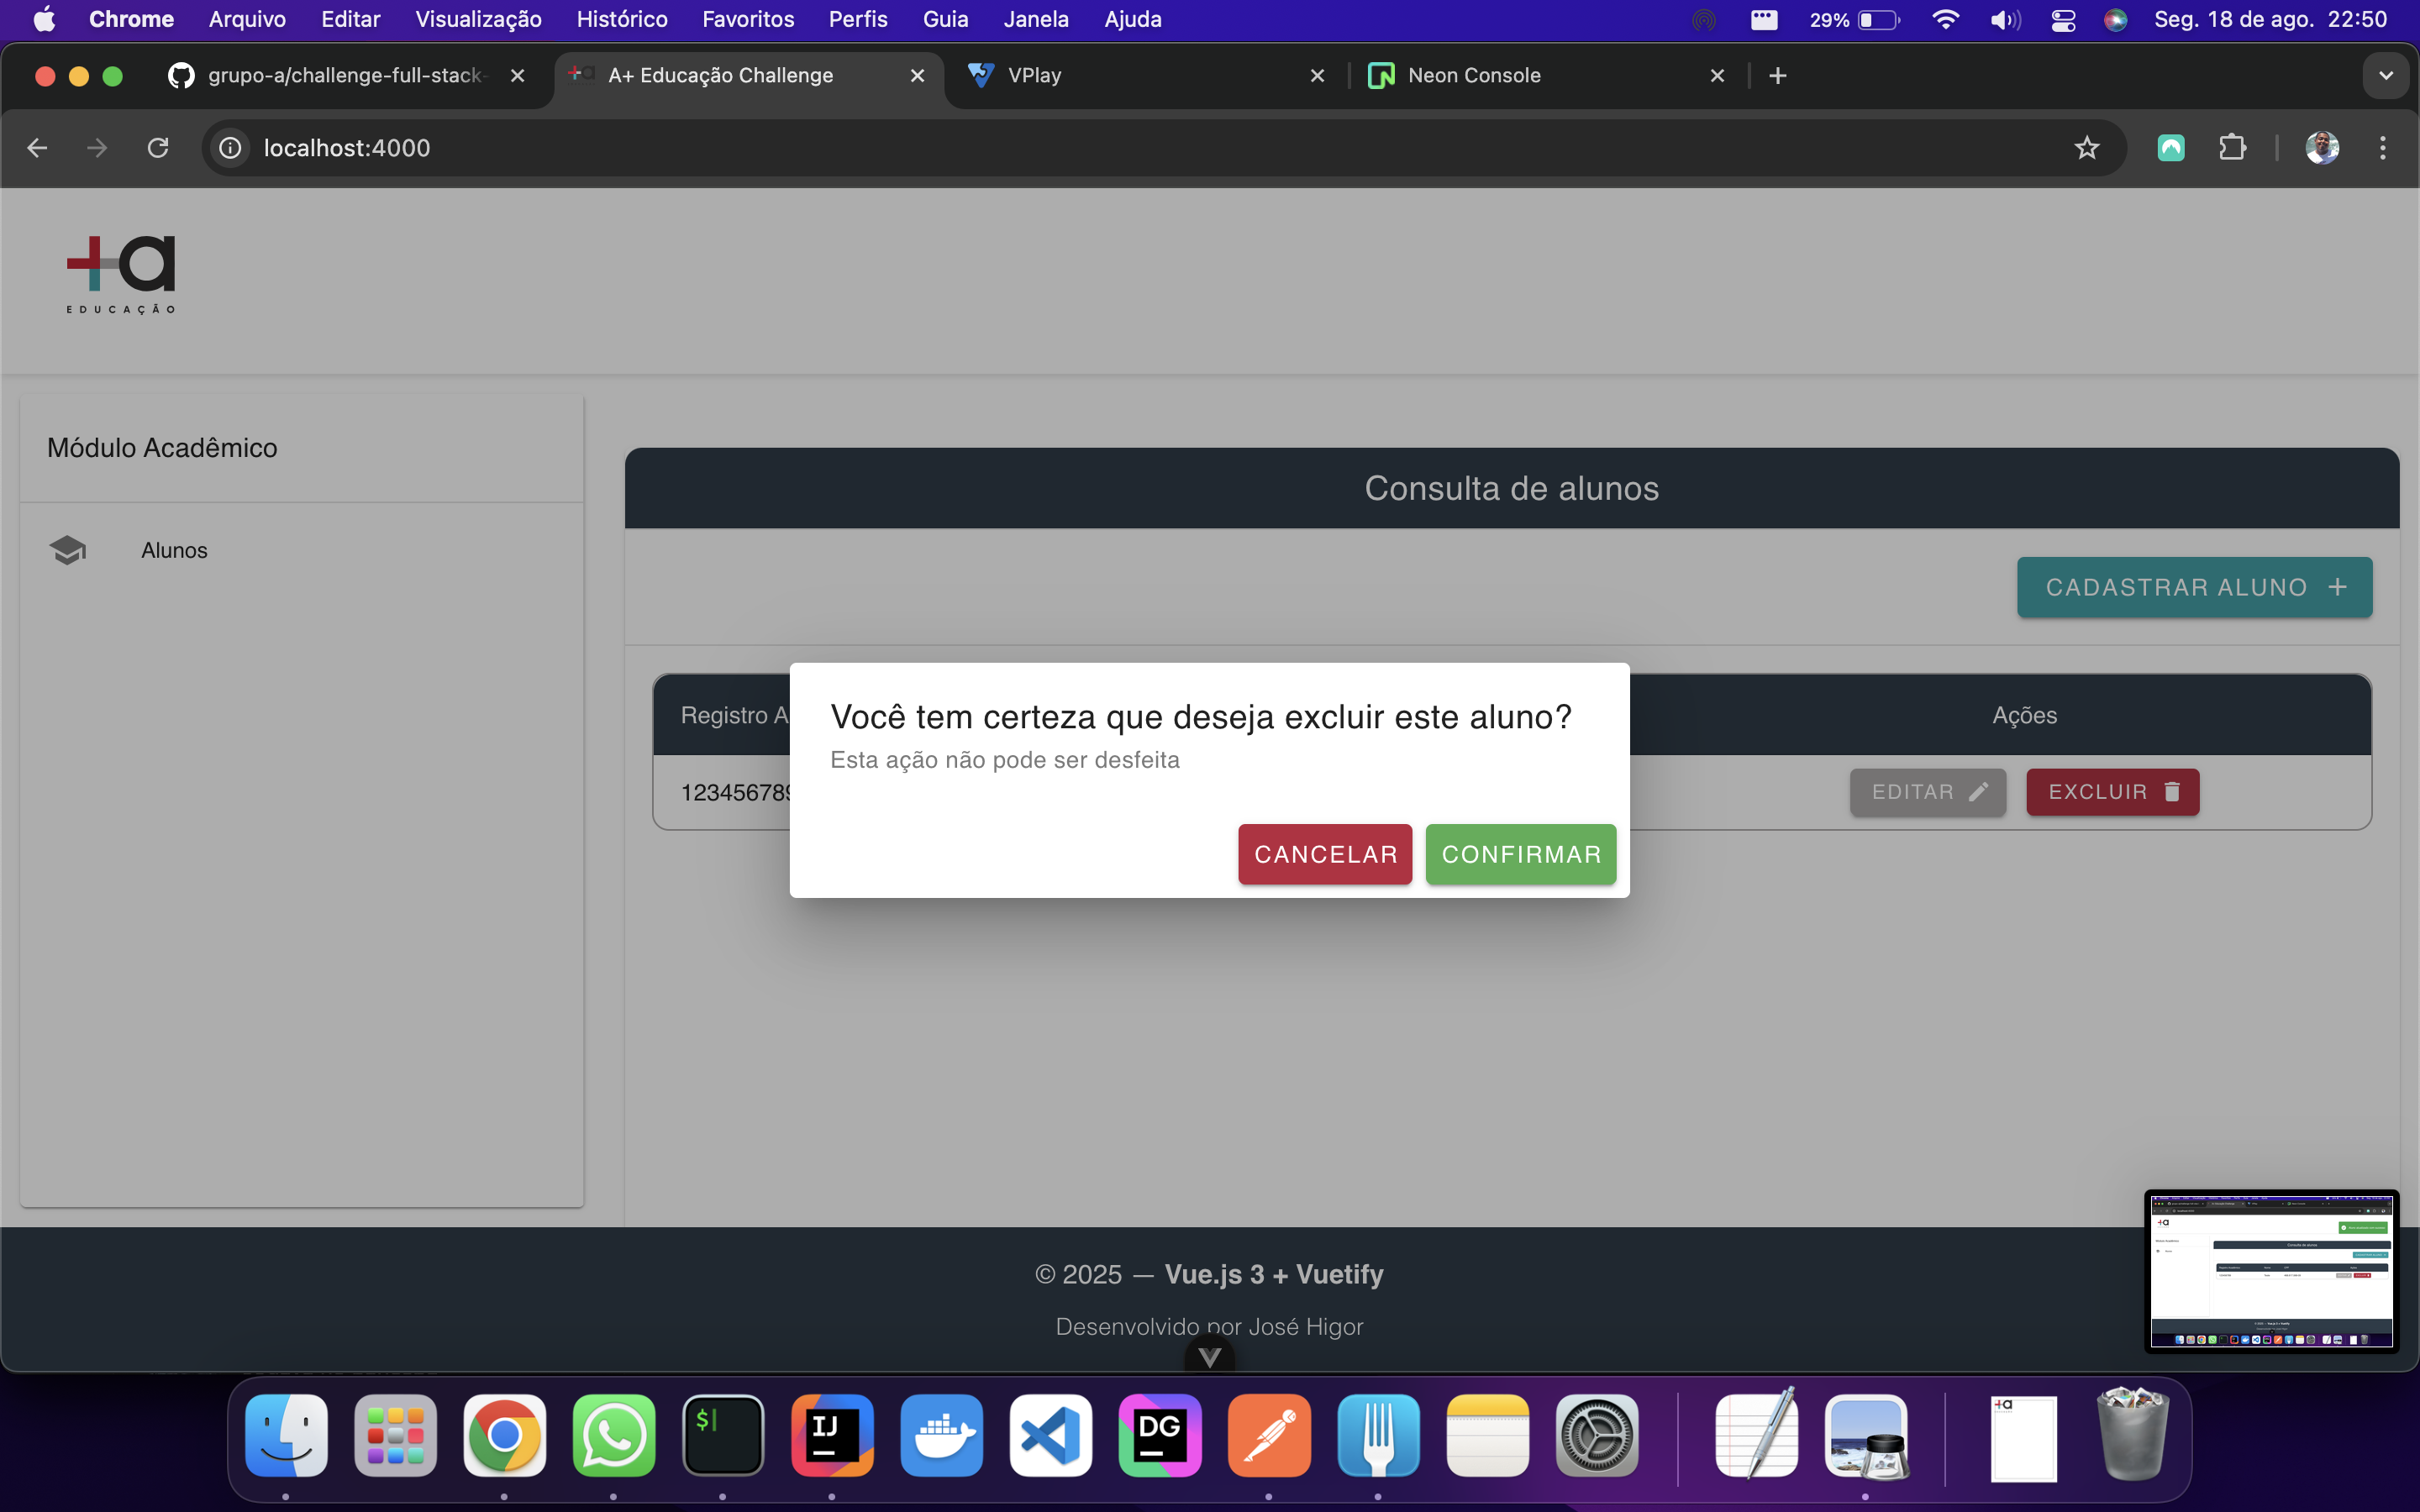 Chrome Arquivo Editar Visualização Histórico Favoritos Perfis Guia Janela Ajuda 29% Seg. 18 de ago. 22:50
grupo-a/challenge-full-stack- A+ Educação Challenge VPlay Neon Console
localhost:4000
+a
EDUCAÇÃO
Módulo Acadêmico
Alunos
Consulta de alunos
CADASTRAR ALUNO +
Registro A Ações
123456789 EDITAR EXCLUIR
Você tem certeza que deseja excluir este aluno?
Esta ação não pode ser desfeita
CANCELAR CONFIRMAR
© 2025 — Vue.js 3 + Vuetify
Desenvolvido por José Higor
$ IJ DG +a